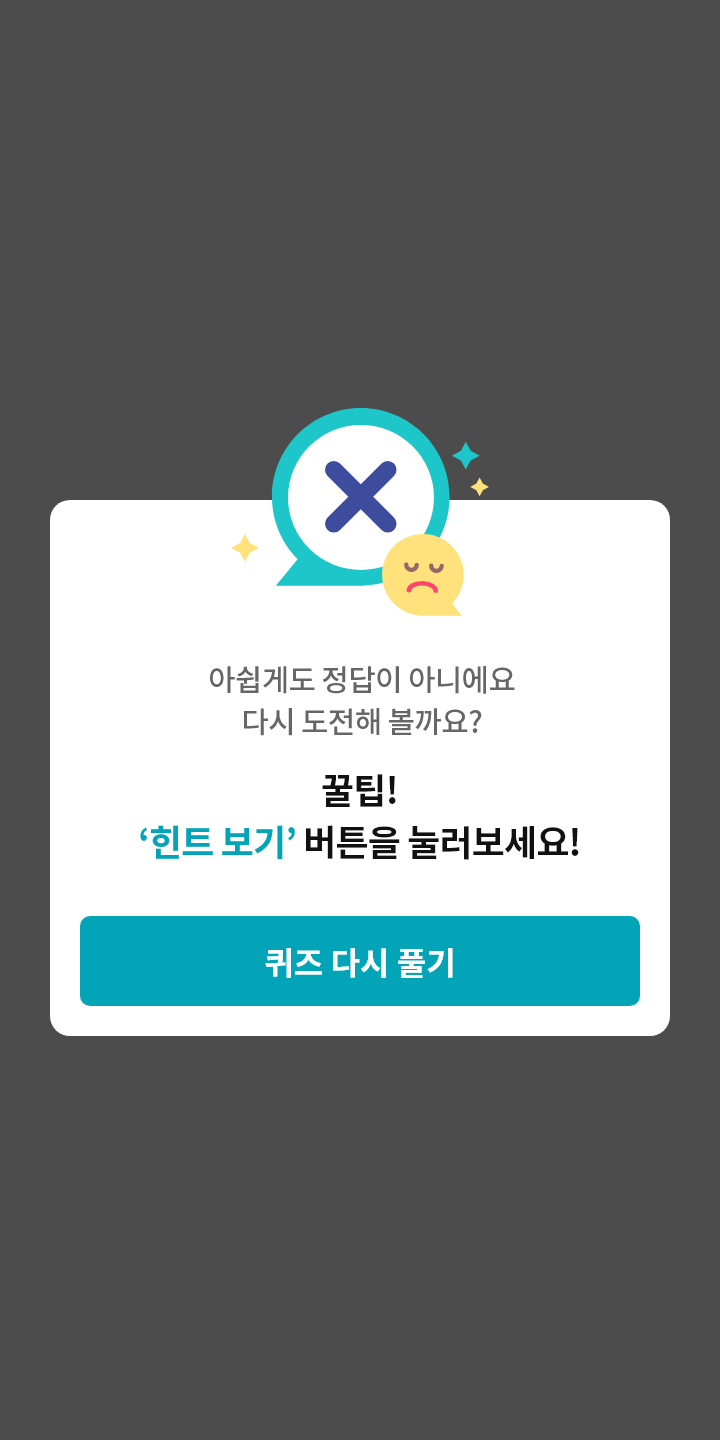 아쉽게도 정답이 아니에요
다시 도전해 볼까요?
꿀팁!
‘힌트 보기’ 버튼을 눌러보세요!
퀴즈 다시 풀기